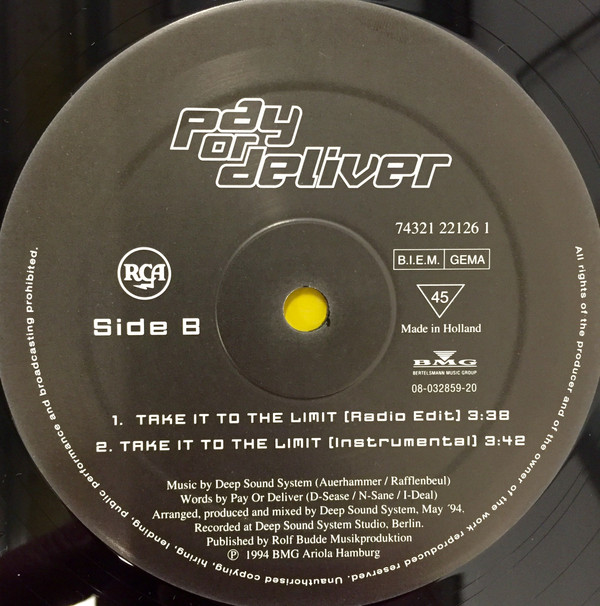 pay
or
deliver
74321 22126 1
B.I.E.M. GEMA
RCA
45
Side B
Made in Holland
BMG
BERTELSMANN MUSIC GROUP
08-032859-20
1. TAKE IT TO THE LIMIT [Radio Edit] 3:38
2. TAKE IT TO THE LIMIT [Instrumental] 3:42
Music by Deep Sound System (Auerhammer / Rafflenbeul)
Words by Pay Or Deliver (D-Sease / N-Sane / I-Deal)
Arranged, produced and mixed by Deep Sound System, May ´94.
Recorded at Deep Sound System Studio, Berlin.
Published by Rolf Budde Musikproduktion
℗ 1994 BMG Ariola Hamburg
All rights of the producer and of the owner of the work reproduced reserved. Unauthorised copying, hiring, lending, public performance and broadcasting prohibited.